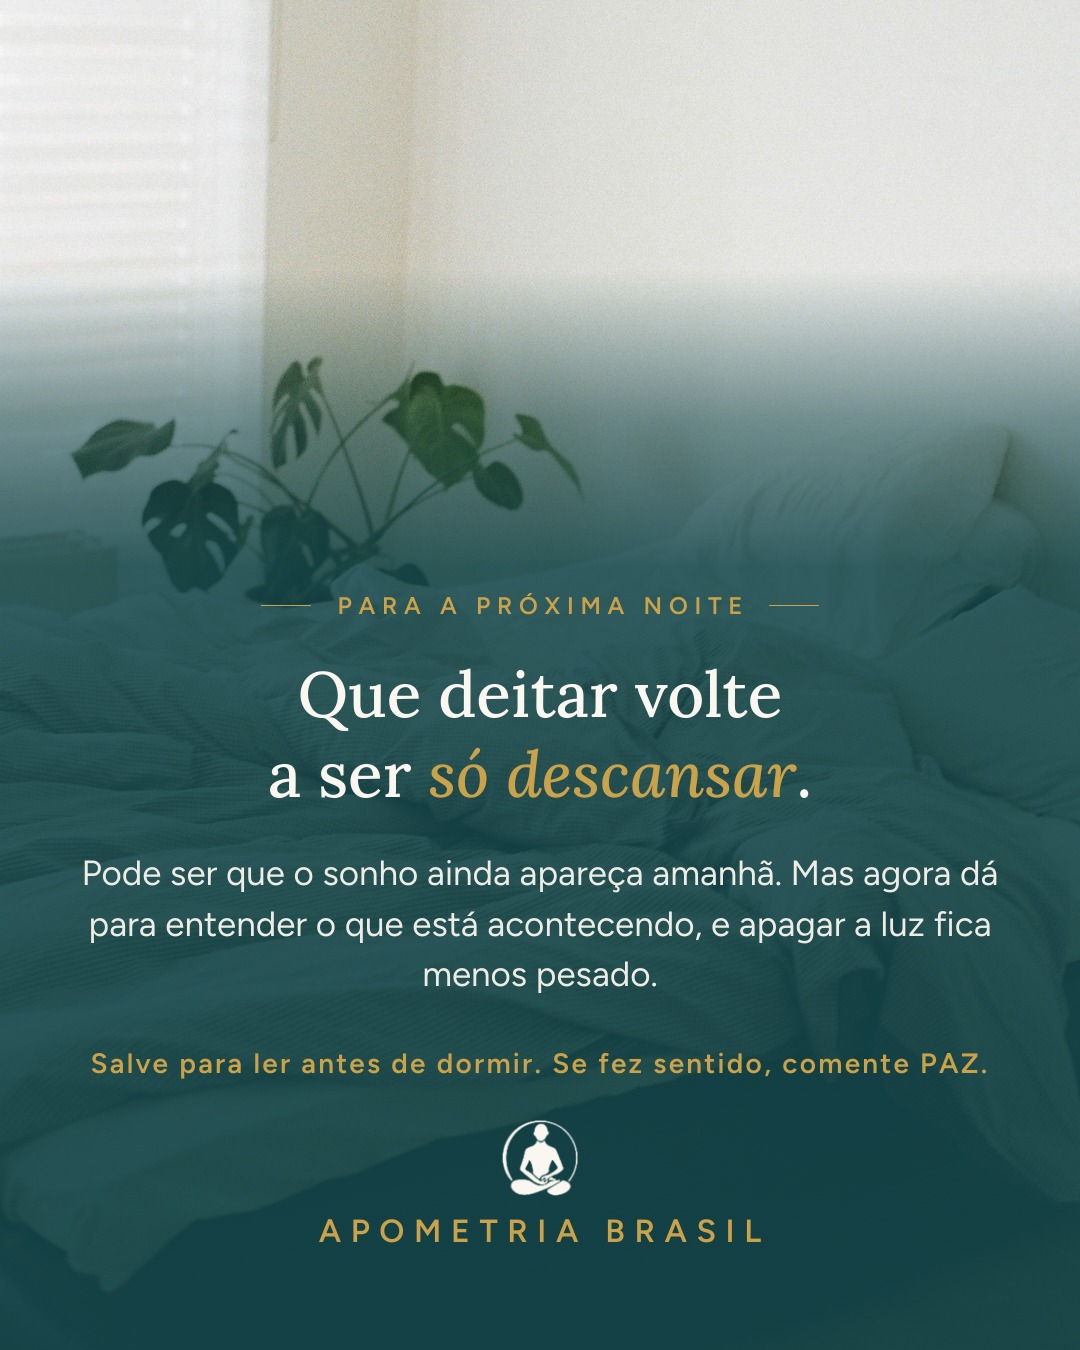 PARA A PRÓXIMA NOITE
Que deitar volte
a ser só descansar.
Pode ser que o sonho ainda apareça amanhã. Mas agora dá
para entender o que está acontecendo, e apagar a luz fica
menos pesado.
Salve para ler antes de dormir. Se fez sentido, comente PAZ.
APOMETRIA BRASIL